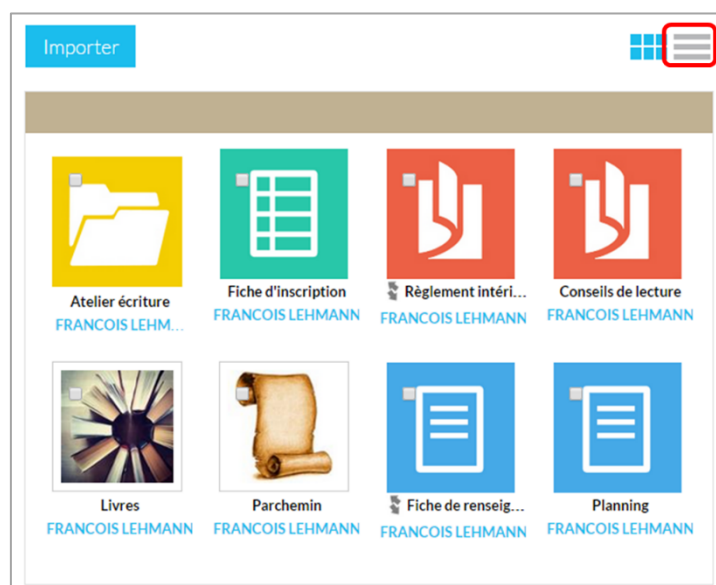 Importer
Atelier écriture
FRANCOIS LEHM...
Fiche d'inscription
FRANCOIS LEHMANN
Règlement intéri...
FRANCOIS LEHMANN
Conseils de lecture
FRANCOIS LEHMANN
Livres
FRANCOIS LEHMANN
Parchemin
FRANCOIS LEHMANN
Fiche de renseig...
FRANCOIS LEHMANN
Planning
FRANCOIS LEHMANN